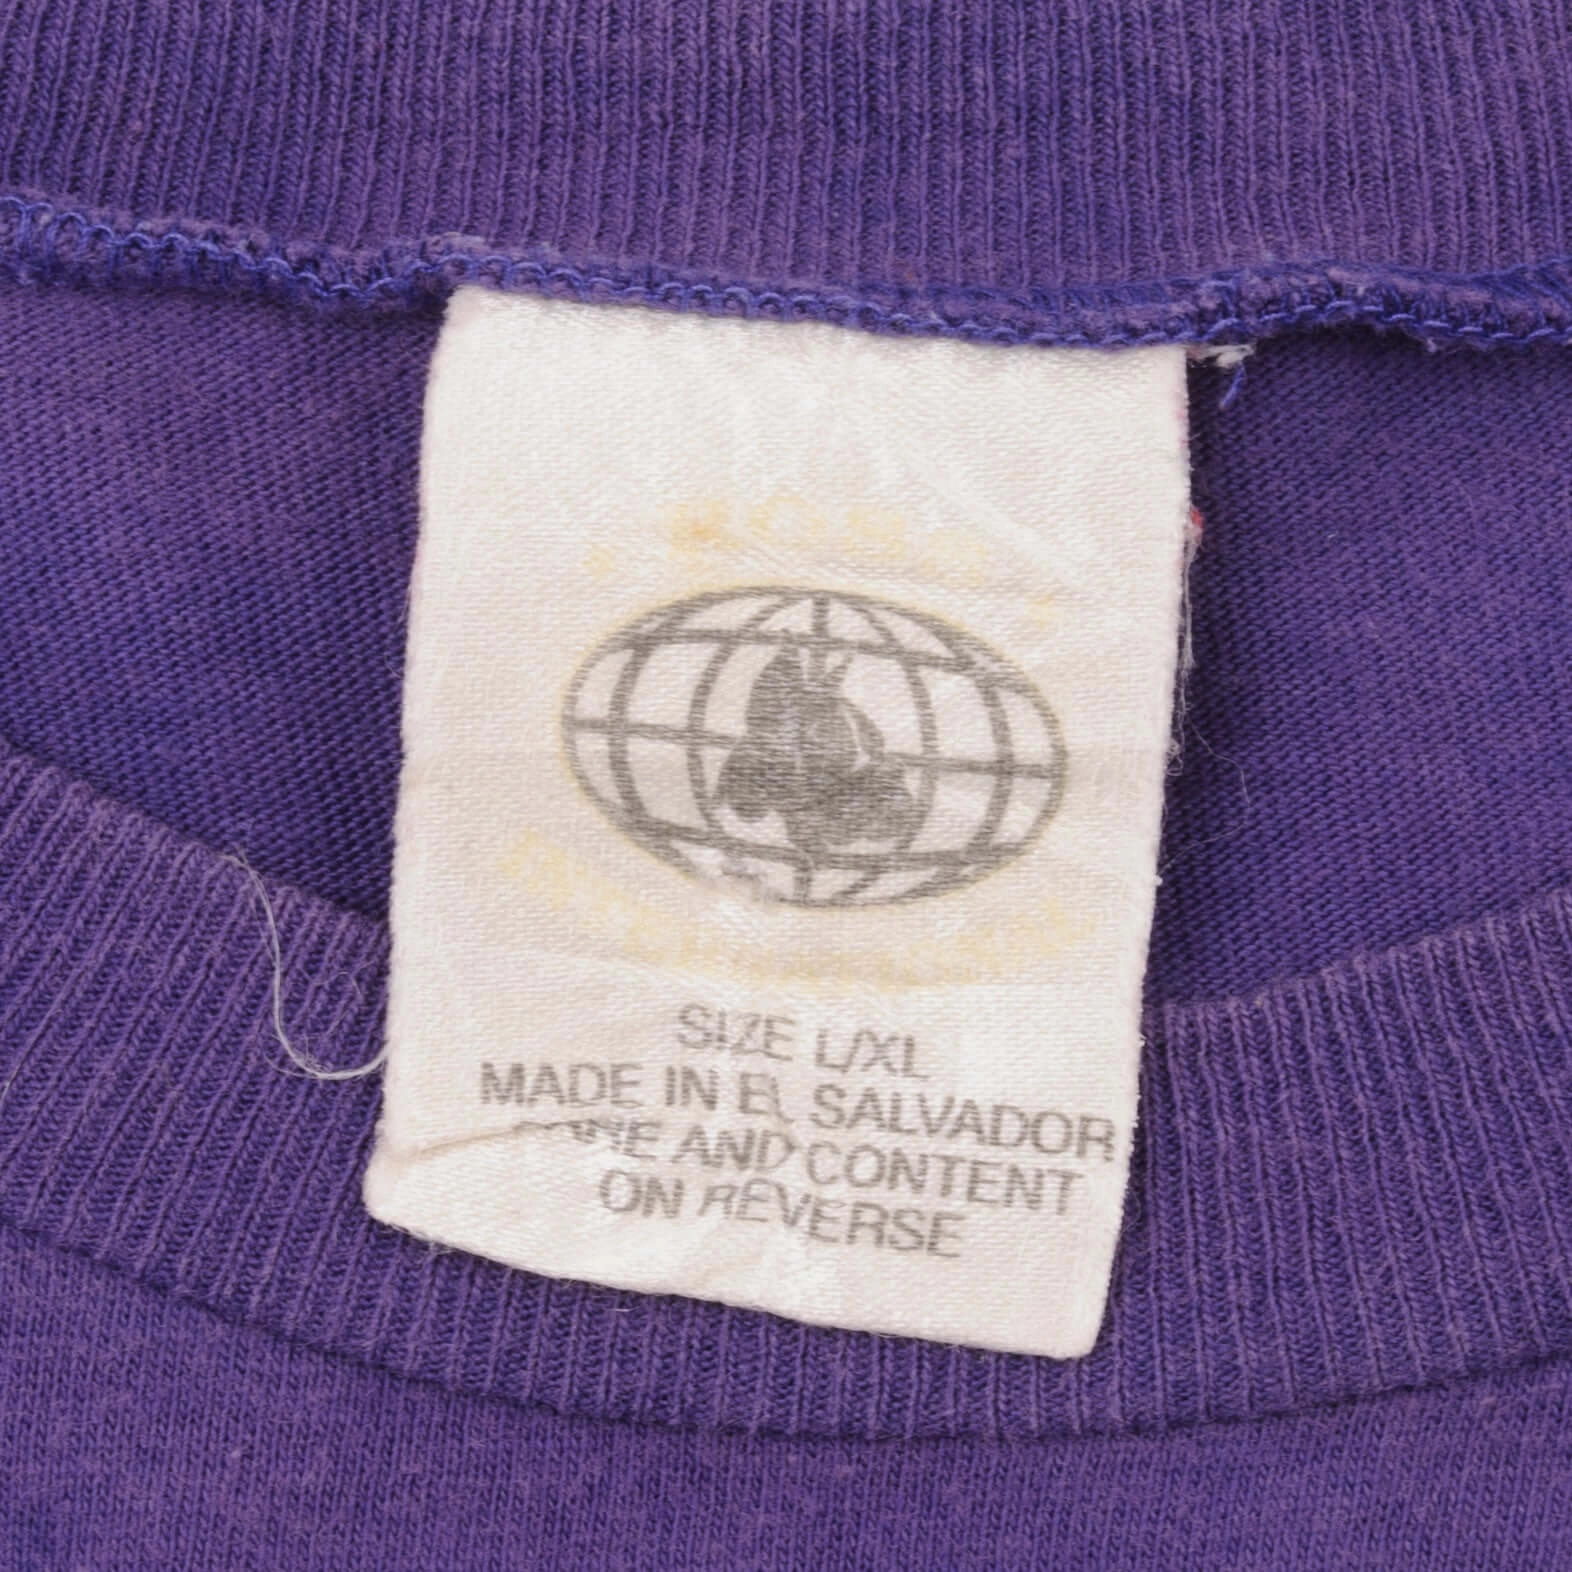 SIZE L/XL
MADE IN EL SALVADOR
CARE AND CONTENT
ON REVERSE